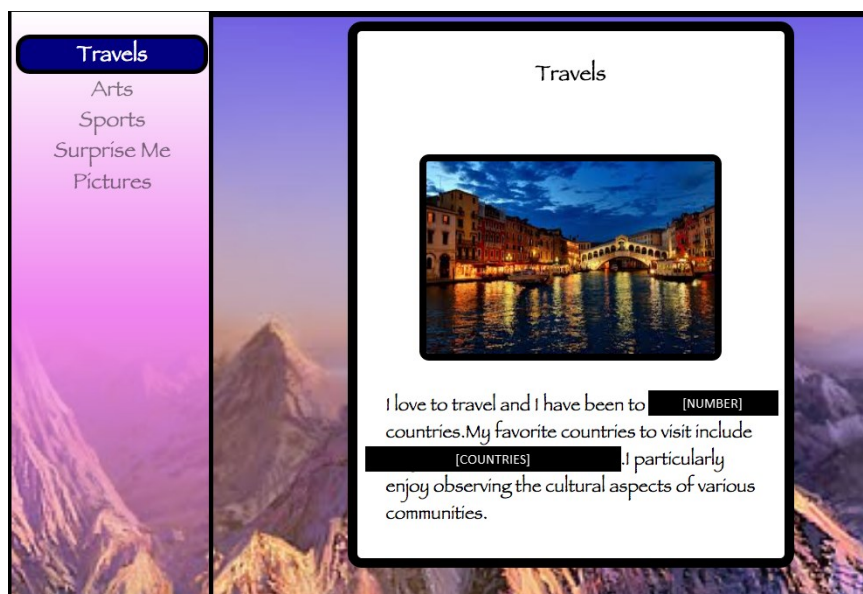 Travels
Arts
Sports
Surprise Me
Pictures
Travels
I love to travel and I have been to [NUMBER]
countries.My favorite countries to visit include
[COUNTRIES] .I particularly
enjoy observing the cultural aspects of various
communities.